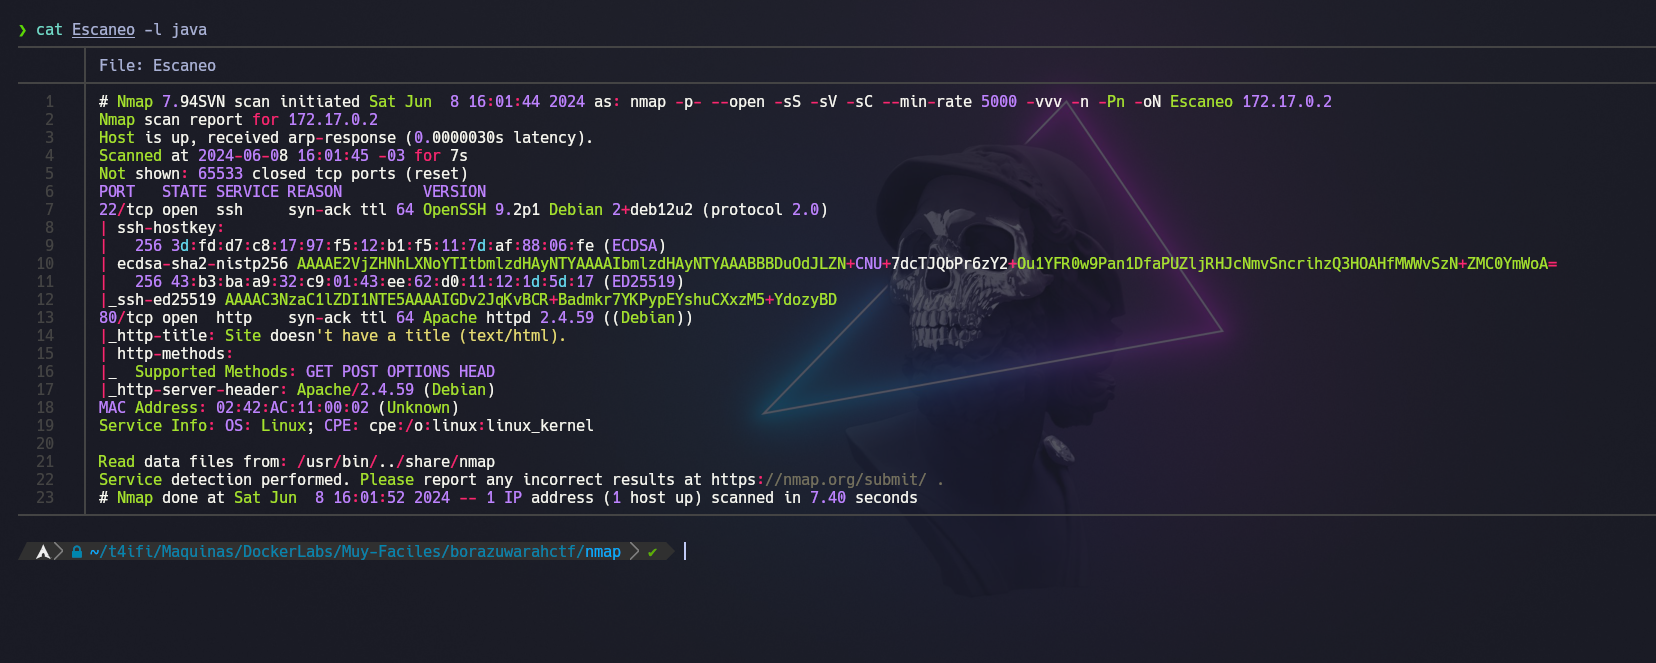 ❯ cat Escaneo -l java
File: Escaneo
1 # Nmap 7.94SVN scan initiated Sat Jun  8 16:01:44 2024 as: nmap -p- --open -sS -sV -sC --min-rate 5000 -vvv -n -Pn -oN Escaneo 172.17.0.2
2 Nmap scan report for 172.17.0.2
3 Host is up, received arp-response (0.0000030s latency).
4 Scanned at 2024-06-08 16:01:45 -03 for 7s
5 Not shown: 65533 closed tcp ports (reset)
6 PORT   STATE SERVICE REASON         VERSION
7 22/tcp open  ssh     syn-ack ttl 64 OpenSSH 9.2p1 Debian 2+deb12u2 (protocol 2.0)
8 | ssh-hostkey:
9 |   256 3d:fd:d7:c8:17:97:f5:12:b1:f5:11:7d:af:88:06:fe (ECDSA)
10 | ecdsa-sha2-nistp256 AAAAE2VjZHNhLXNoYTItbmlzdHAyNTYAAAAIbmlzdHAyNTYAAABBBDuOdJLZN+CNU+7dcTJQbPr6zY2+Ou1YFR0w9Pan1DfaPUZljRHJcNmvSncrihzQ3HOAHfMWWvSzN+ZMC0YmWoA=
11 |   256 43:b3:ba:a9:32:c9:01:43:ee:62:d0:11:12:1d:5d:17 (ED25519)
12 |_ssh-ed25519 AAAAC3NzaC1lZDI1NTE5AAAAIGDv2JqKvBCR+Badmkr7YKPypEYshuCXxzM5+YdozyBD
13 80/tcp open  http    syn-ack ttl 64 Apache httpd 2.4.59 ((Debian))
14 |_http-title: Site doesn't have a title (text/html).
15 | http-methods:
16 |_  Supported Methods: GET POST OPTIONS HEAD
17 |_http-server-header: Apache/2.4.59 (Debian)
18 MAC Address: 02:42:AC:11:00:02 (Unknown)
19 Service Info: OS: Linux; CPE: cpe:/o:linux:linux_kernel
20
21 Read data files from: /usr/bin/../share/nmap
22 Service detection performed. Please report any incorrect results at https://nmap.org/submit/ .
23 # Nmap done at Sat Jun  8 16:01:52 2024 -- 1 IP address (1 host up) scanned in 7.40 seconds
~/t4ifi/Maquinas/DockerLabs/Muy-Faciles/borazuwarahctf/nmap ✔